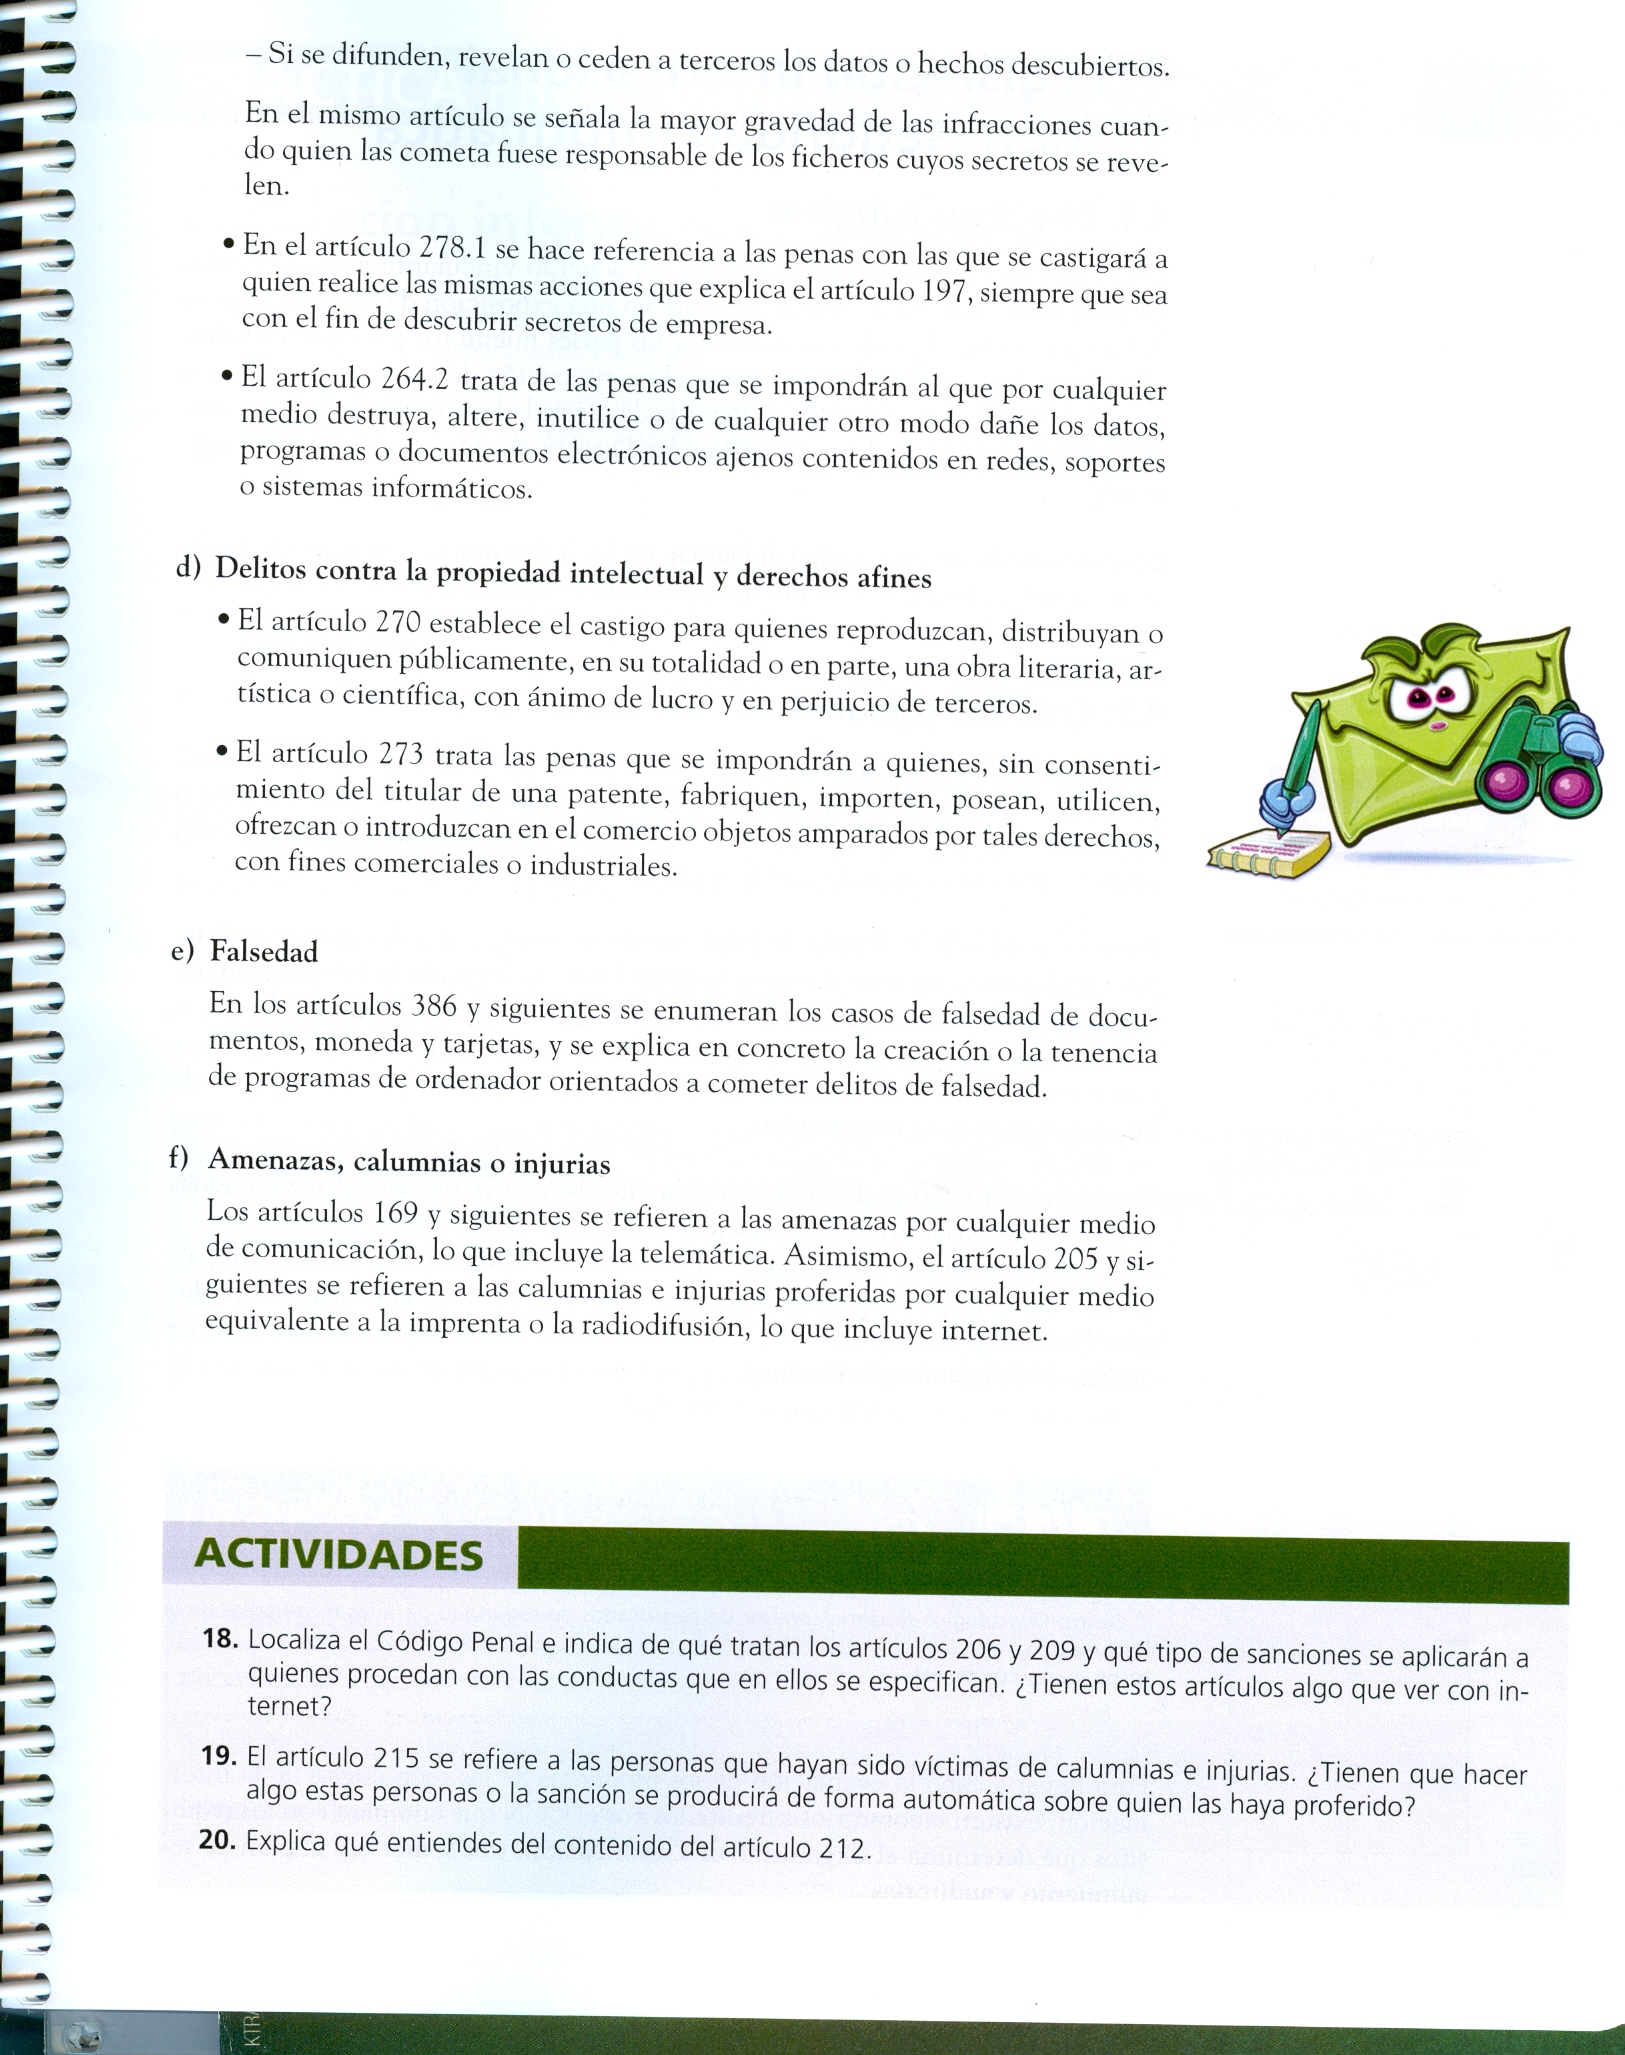 – Si se difunden, revelan o ceden a terceros los datos o hechos descubiertos.
En el mismo artículo se señala la mayor gravedad de las infracciones cuan-
do quien las cometa fuese responsable de los ficheros cuyos secretos se reve-
len.
• En el artículo 278.1 se hace referencia a las penas con las que se castigará a
quien realice las mismas acciones que explica el artículo 197, siempre que sea
con el fin de descubrir secretos de empresa.
• El artículo 264.2 trata de las penas que se impondrán al que por cualquier
medio destruya, altere, inutilice o de cualquier otro modo dañe los datos,
programas o documentos electrónicos ajenos contenidos en redes, soportes
o sistemas informáticos.
d) Delitos contra la propiedad intelectual y derechos afines
• El artículo 270 establece el castigo para quienes reproduzcan, distribuyan o
comuniquen públicamente, en su totalidad o en parte, una obra literaria, ar-
tística o científica, con ánimo de lucro y en perjuicio de terceros.
• El artículo 273 trata las penas que se impondrán a quienes, sin consenti-
miento del titular de una patente, fabriquen, importen, posean, utilicen,
ofrezcan o introduzcan en el comercio objetos amparados por tales derechos,
con fines comerciales o industriales.
e) Falsedad
En los artículos 386 y siguientes se enumeran los casos de falsedad de docu-
mentos, moneda y tarjetas, y se explica en concreto la creación o la tenencia
de programas de ordenador orientados a cometer delitos de falsedad.
f) Amenazas, calumnias o injurias
Los artículos 169 y siguientes se refieren a las amenazas por cualquier medio
de comunicación, lo que incluye la telemática. Asimismo, el artículo 205 y si-
guientes se refieren a las calumnias e injurias proferidas por cualquier medio
equivalente a la imprenta o la radiodifusión, lo que incluye internet.
ACTIVIDADES
18. Localiza el Código Penal e indica de qué tratan los artículos 206 y 209 y qué tipo de sanciones se aplicarán a
quienes procedan con las conductas que en ellos se especifican. ¿Tienen estos artículos algo que ver con in-
ternet?
19. El artículo 215 se refiere a las personas que hayan sido víctimas de calumnias e injurias. ¿Tienen que hacer
algo estas personas o la sanción se producirá de forma automática sobre quien las haya proferido?
20. Explica qué entiendes del contenido del artículo 212.